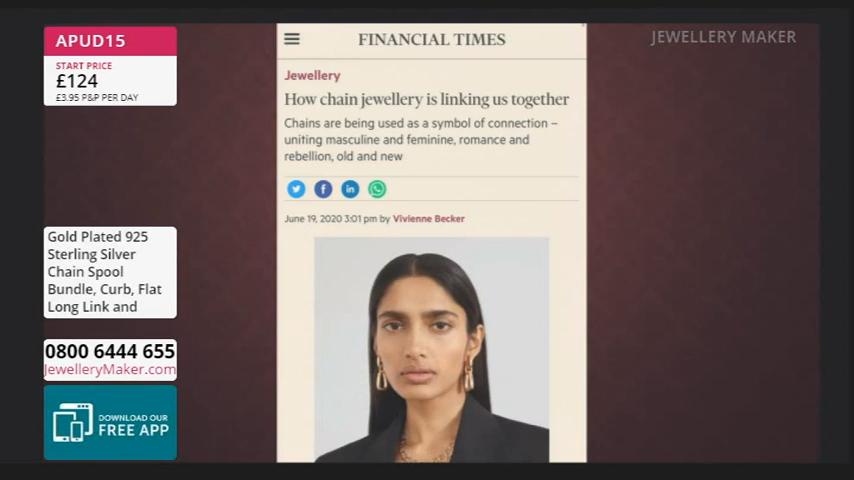 APUD15
START PRICE
£124
£3.95 P&P PER DAY
Gold Plated 925
Sterling Silver
Chain Spool
Bundle, Curb, Flat
Long Link and
0800 6444 655
JewelleryMaker.com
DOWNLOAD OUR
FREE APP
JEWELLERY MAKER
FINANCIAL TIMES
Jewellery
How chain jewellery is linking us together
Chains are being used as a symbol of connection –
uniting masculine and feminine, romance and
rebellion, old and new
June 19, 2020 3:01 pm by Vivienne Becker